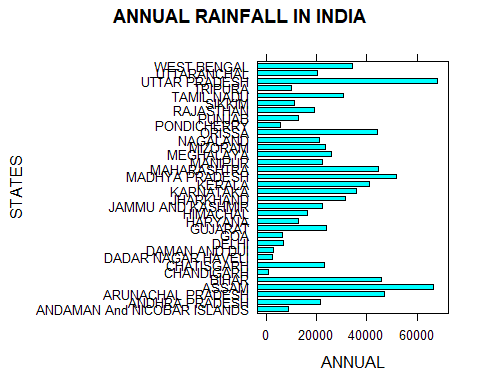 ANNUAL RAINFALL IN INDIA
STATES
WEST BENGAL
UTTARANCHAL
UTTAR PRADESH
TRIPURA
TAMIL NADU
SIKKIM
RAJASTHAN
PUNJAB
PONDICHERRY
ORISSA
NAGALAND
MIZORAM
MEGHALAYA
MANIPUR
MAHARASHTRA
MADHYA PRADESH
KERALA
KARNATAKA
JHARKHAND
JAMMU AND KASHMIR
HIMACHAL
HARYANA
GUJARAT
GOA
DELHI
DAMAN AND DUI
DADAR NAGAR HAVELI
CHATISGARH
CHANDIGARH
BIHAR
ASSAM
ARUNACHAL PRADESH
ANDHRA PRADESH
ANDAMAN And NICOBAR ISLANDS
0 20000 40000 60000
ANNUAL